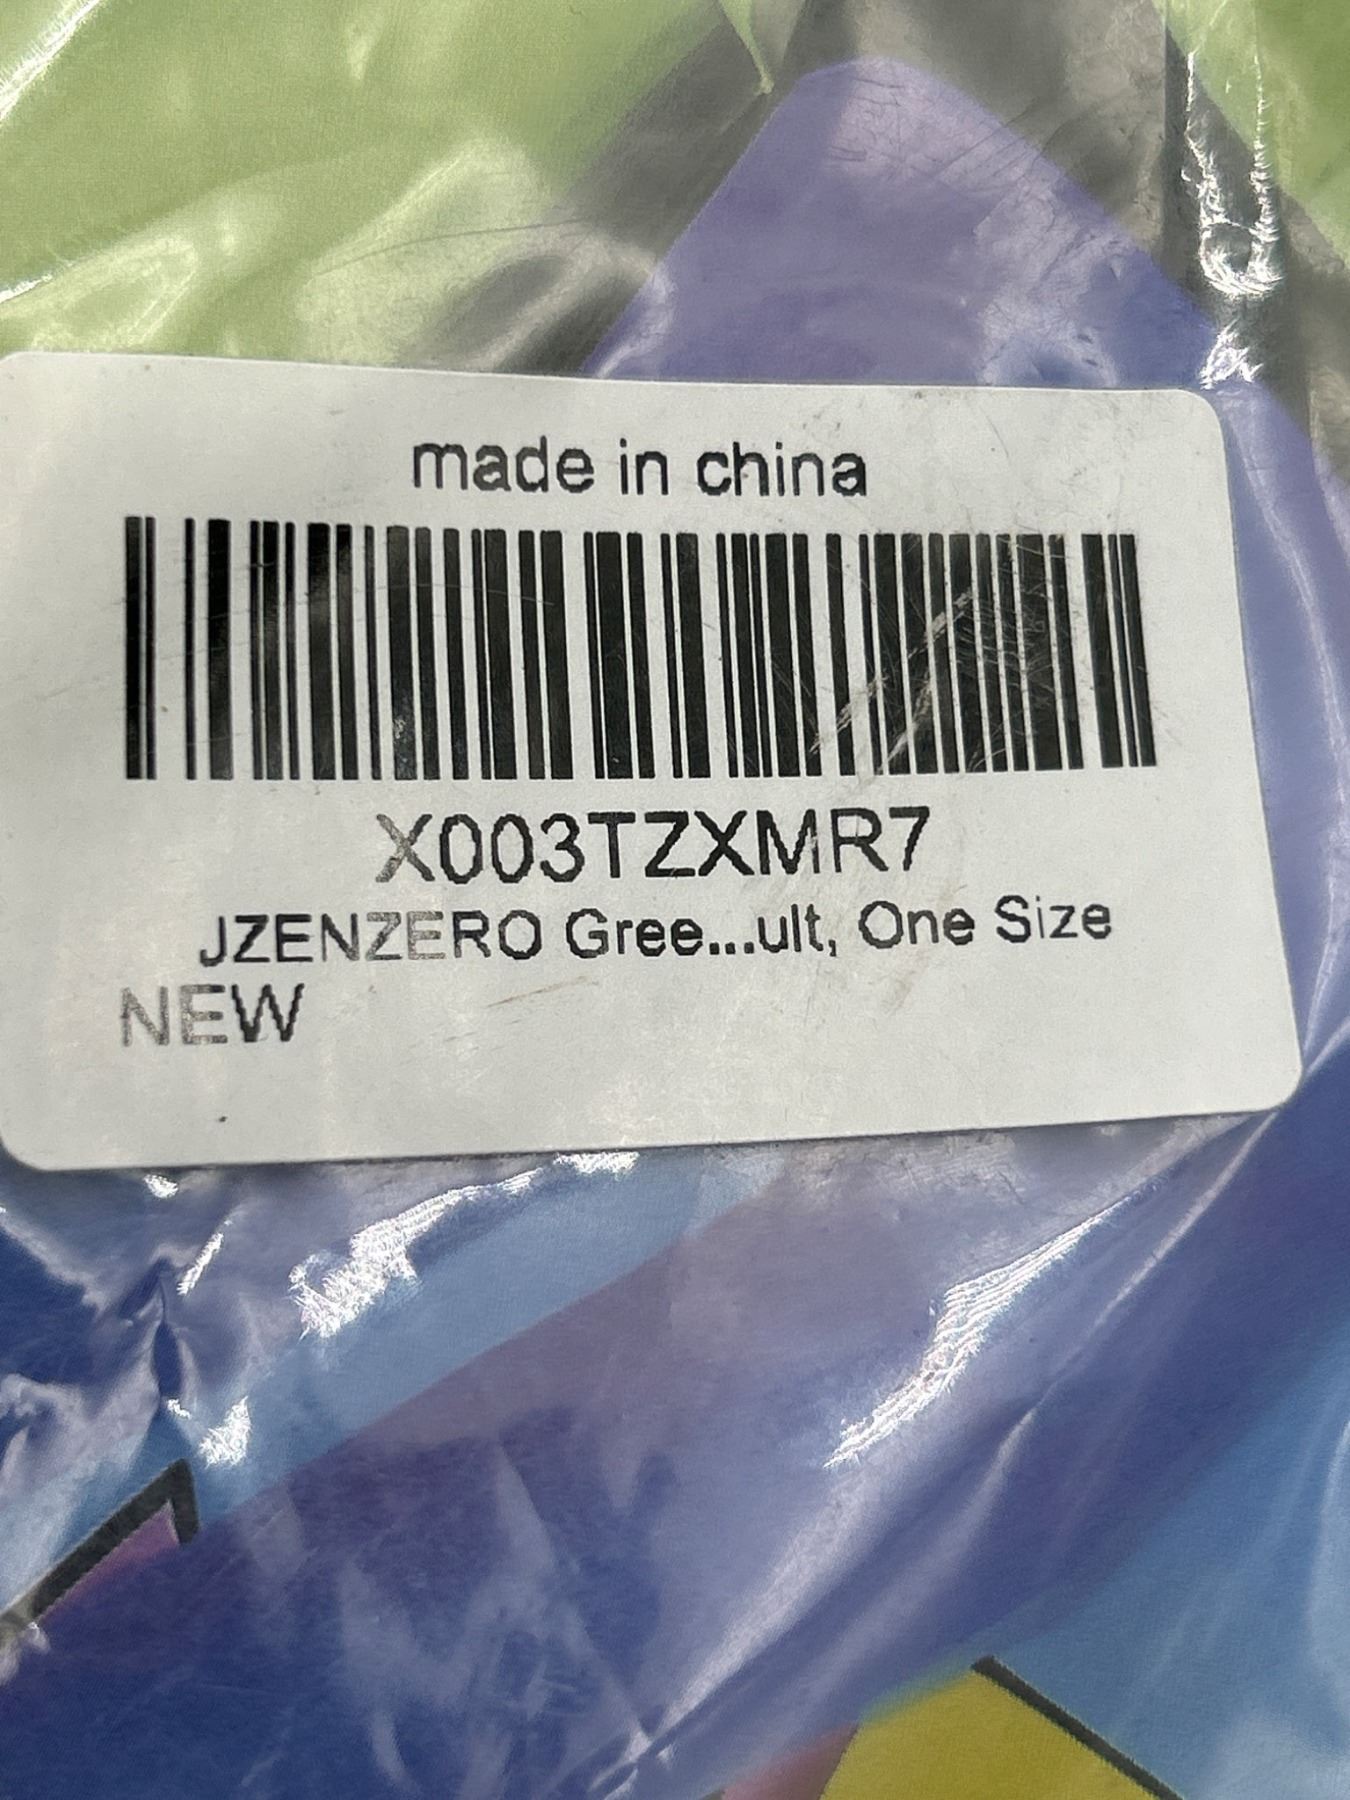 made in china
X003TZXMR7
JZENZERO Gree...ult, One Size
NEW